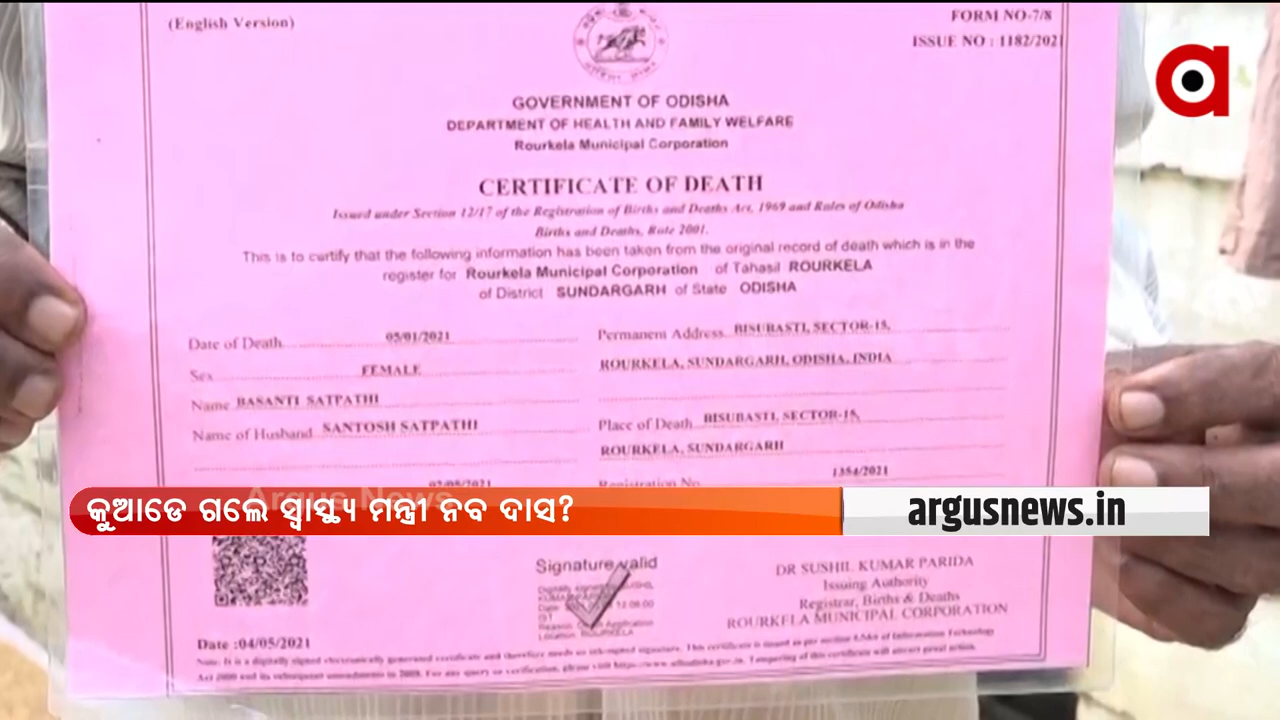 (English Version)
FORM NO-7/8
ISSUE NO : 1182/2021
GOVERNMENT OF ODISHA
DEPARTMENT OF HEALTH AND FAMILY WELFARE
Rourkela Municipal Corporation
CERTIFICATE OF DEATH
Issued under Section 12/17 of the Registration of Births and Deaths Act, 1969 and Rules of Odisha
Births and Deaths, Rule 2001.
This is to certify that the following information has been taken from the original record of death which is in the
register for Rourkela Municipal Corporation of Tahasil ROURKELA
of District SUNDARGARH of State ODISHA
Date of Death 05/01/2021
Sex FEMALE
Name BASANTI SATPATHI
Name of Husband SANTOSH SATPATHI
Permanent Address BISUBASTI, SECTOR-15,
ROURKELA, SUNDARGARH, ODISHA, INDIA
Place of Death BISUBASTI, SECTOR-15,
ROURKELA, SUNDARGARH
Registration No 1384/2021
Argus News
କୁଆଡେ ଗଲେ ସ୍ୱାସ୍ଥ୍ୟ ମନ୍ତ୍ରୀ ନବ ଦାସ?
argusnews.in
Signature valid
Location: ROURKELA
DR SUSHIL KUMAR PARIDA
Issuing Authority
Registrar, Births & Deaths
ROURKELA MUNICIPAL CORPORATION
Date :04/05/2021